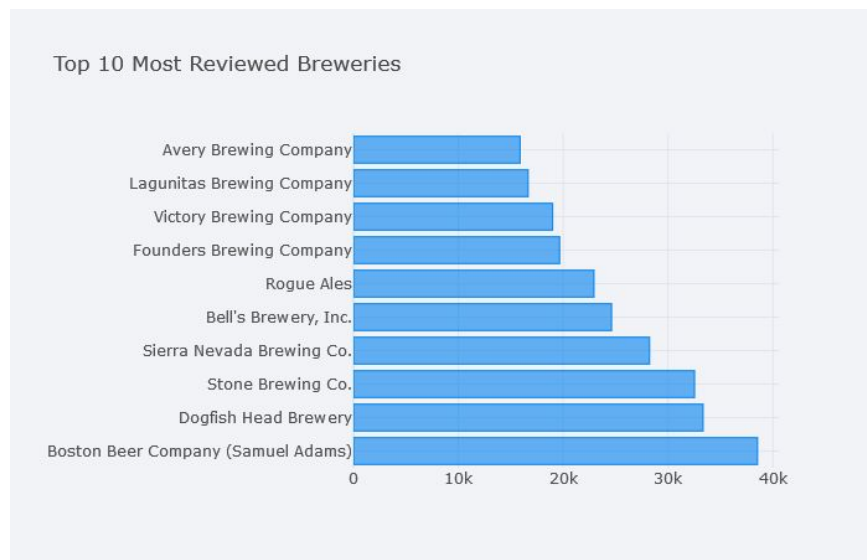 Top 10 Most Reviewed Breweries
Avery Brewing Company
Lagunitas Brewing Company
Victory Brewing Company
Founders Brewing Company
Rogue Ales
Bell's Brewery, Inc.
Sierra Nevada Brewing Co.
Stone Brewing Co.
Dogfish Head Brewery
Boston Beer Company (Samuel Adams)
0 10k 20k 30k 40k